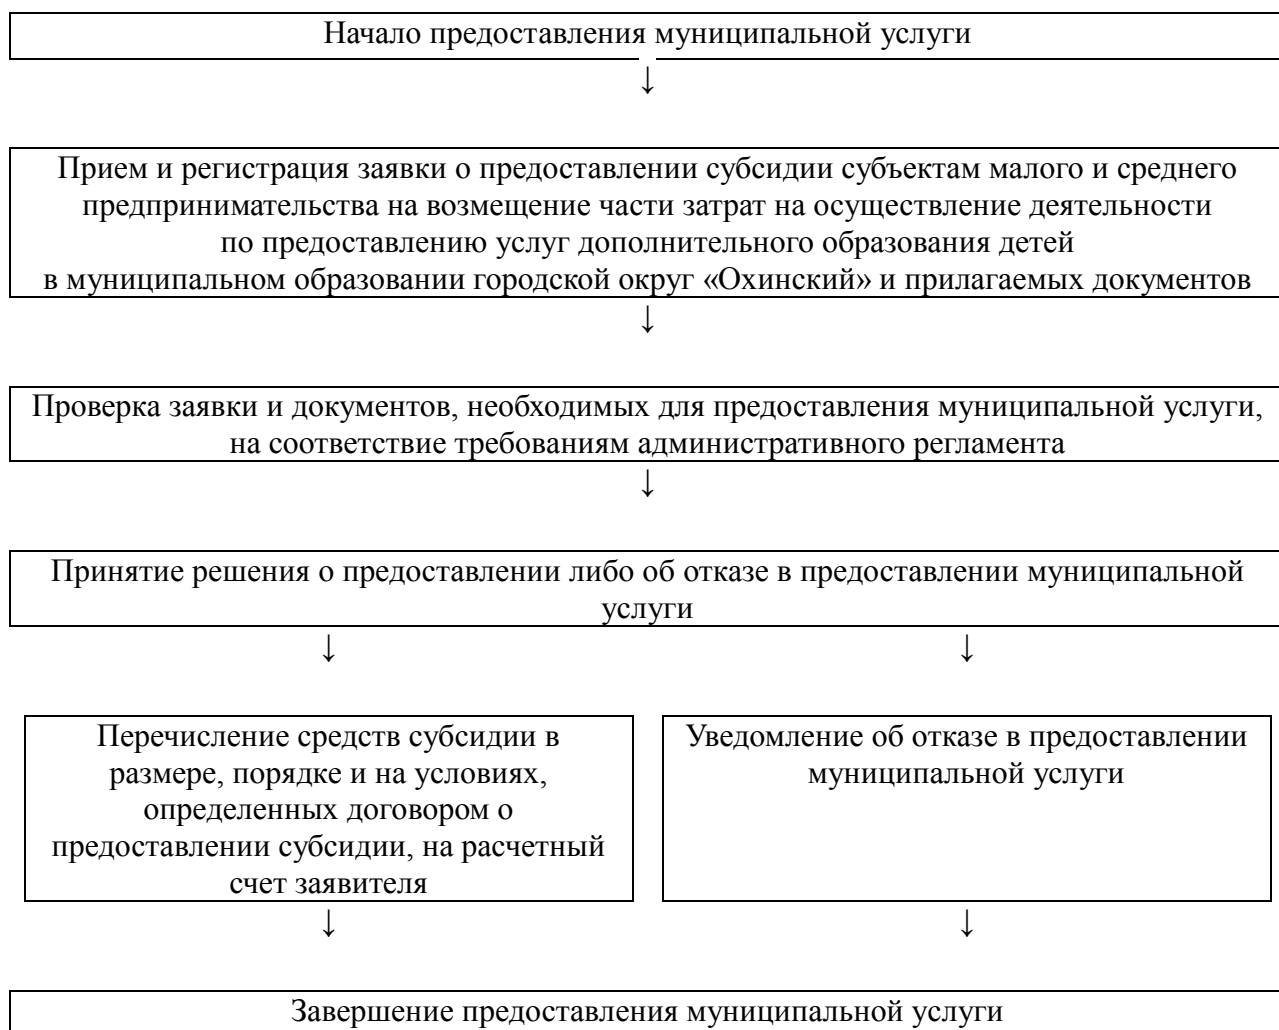 Начало предоставления муниципальной услуги
↓
Прием и регистрация заявки о предоставлении субсидии субъектам малого и среднего
предпринимательства на возмещение части затрат на осуществление деятельности
по предоставлению услуг дополнительного образования детей
в муниципальном образовании городской округ «Охинский» и прилагаемых документов
↓
Проверка заявки и документов, необходимых для предоставления муниципальной услуги,
на соответствие требованиям административного регламента
↓
Принятие решения о предоставлении либо об отказе в предоставлении муниципальной
услуги
↓ ↓
Перечисление средств субсидии в
размере, порядке и на условиях,
определенных договором о
предоставлении субсидии, на расчетный
счет заявителя
Уведомление об отказе в предоставлении
муниципальной услуги
↓ ↓
Завершение предоставления муниципальной услуги